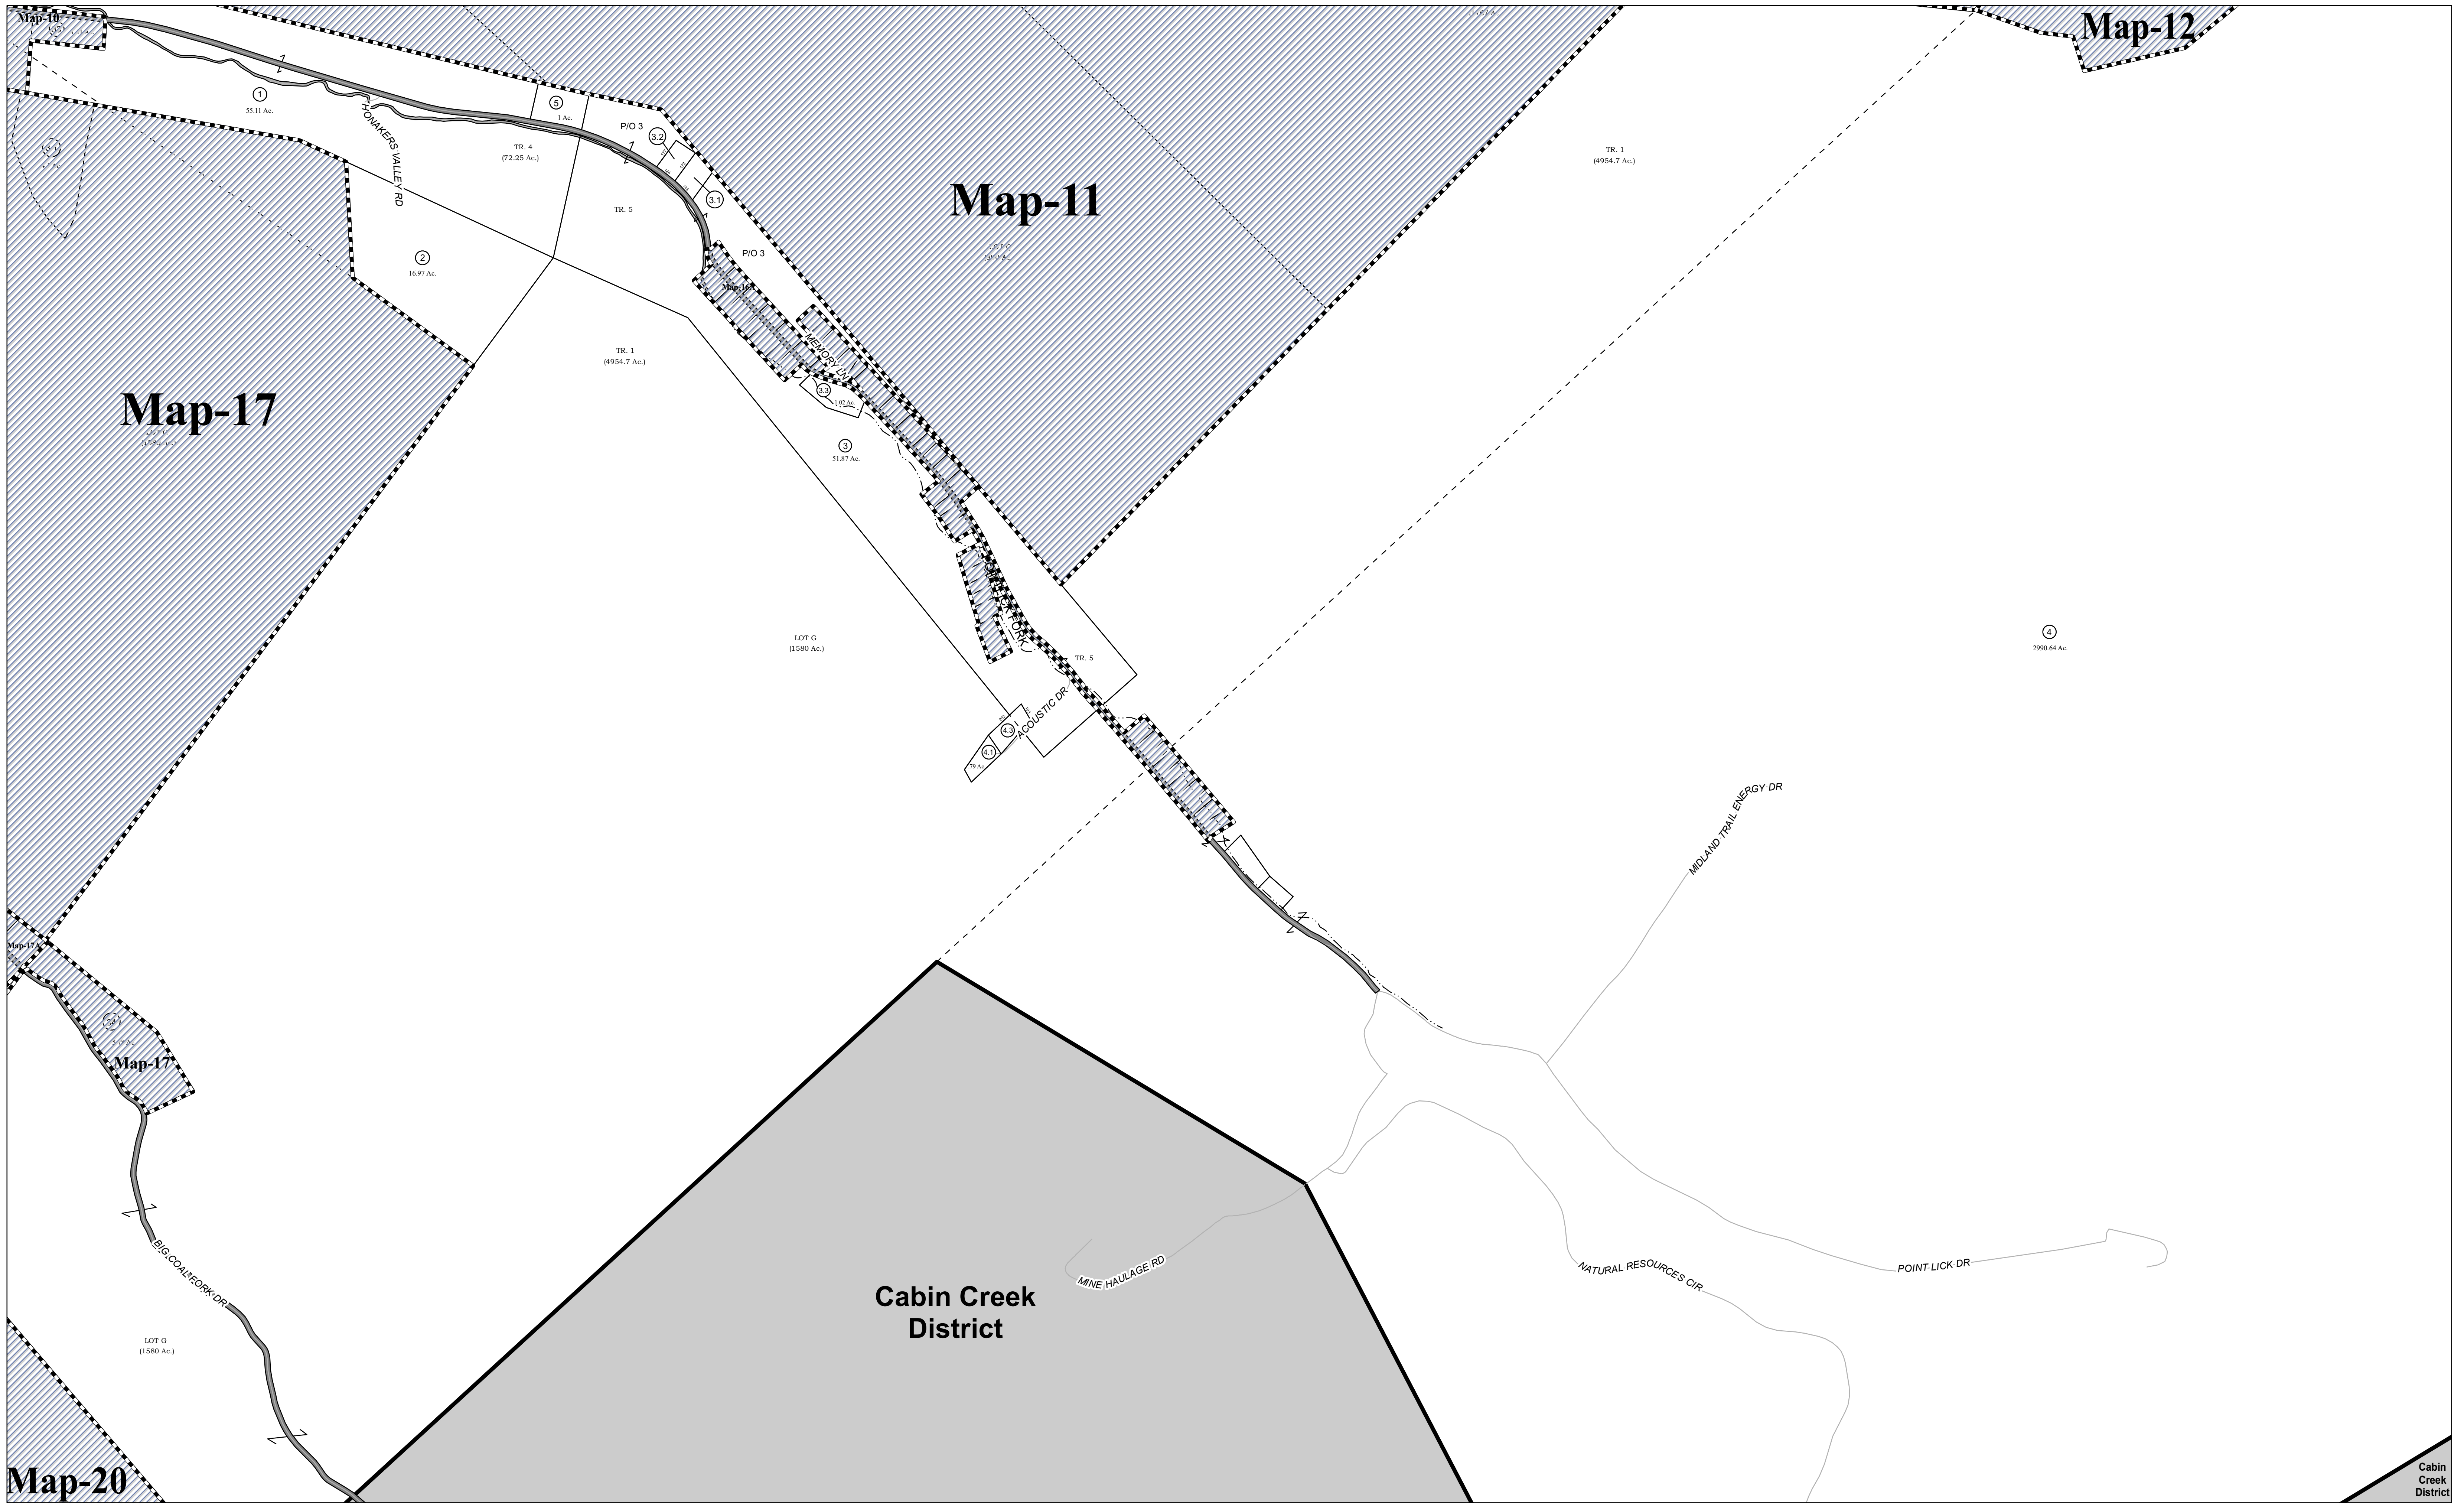 Map-10
Map-12
1
55.11 Ac.
HONAKERS VALLEY RD
5
1 Ac.
P/O 3
3.2
TR. 4
(72.25 Ac.)
TR. 5
3.1
Map-11
TR. 1
(4954.7 Ac.)
2
16.97 Ac.
P/O 3
TR. 1
(4954.7 Ac.)
MEMORY LN
3.3
1.02 Ac.
Map-17
3
51.87 Ac.
LOT G
(1580 Ac.)
FORK
TR. 5
4
2990.64 Ac.
ACOUSTIC DR
4.3
4.1
.79 Ac.
MIDLAND TRAIL ENERGY DR
Map-17A
Map-17
BIG COAL FORK DR
MINE HAULAGE RD
NATURAL RESOURCES CIR
POINT LICK DR
Cabin Creek
District
LOT G
(1580 Ac.)
Map-20
Cabin
Creek
District